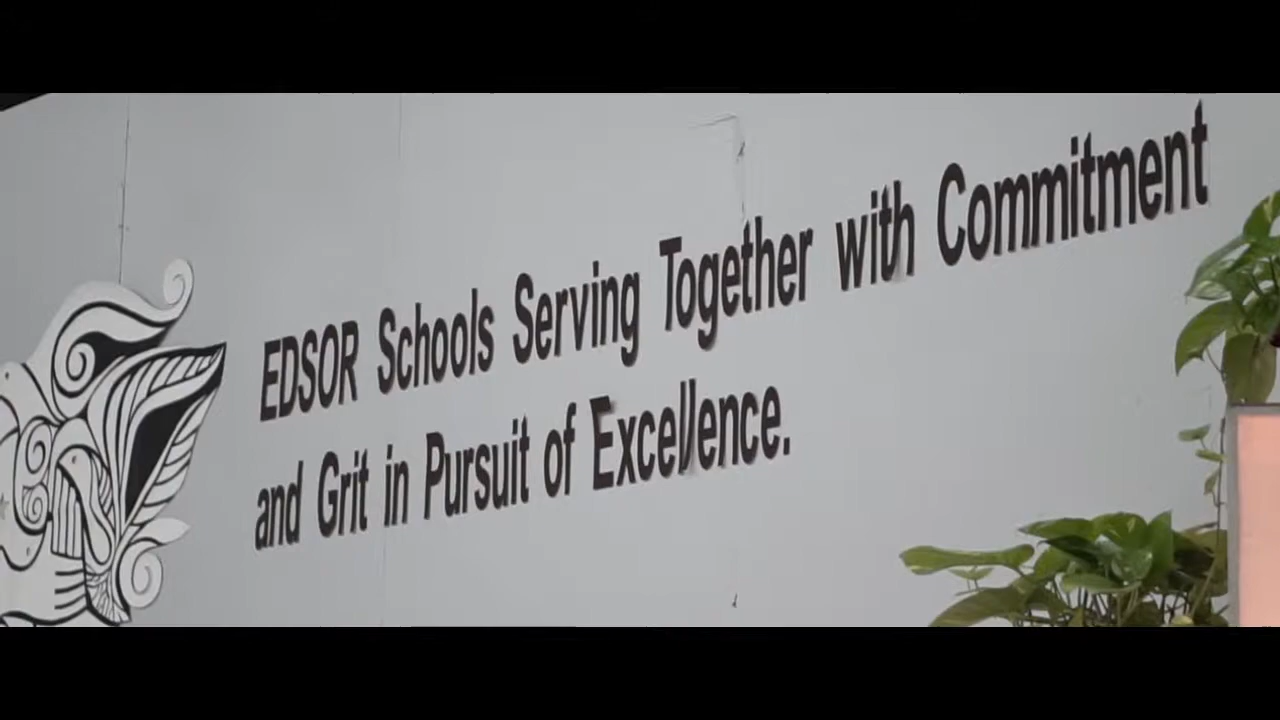 EDSOR Schools Serving Together with Commitment
and Grit in Pursuit of Excellence.